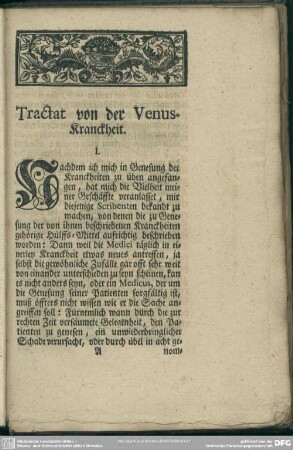 Tractat von der Venus-
Kranckheit.
I.
Nachdem ich mich in Genesung der
Kranckheiten zu üben angefan-
gen, hat mich die Vielheit mei-
ner Geschäffte veranlasset, mir
diejenige Scribenten bekandt zu
machen, von denen die zu Gene-
sung der von ihnen beschriebenen Kranckheiten
gehörige Hülffs-Mittel aufrichtig beschrieben
worden: Dann weil die Medici täglich in ei-
nerley Kranckheit etwas neues antreffen, ja
selbst die gewöhnliche Zufälle gar offt sehr weit
von einander unterschieden zu seyn scheinen, kan
es nicht anders seyn, oder ein Medicus, der um
die Genesung seiner Patienten sorgfältig ist,
muß öffters nicht wissen wie er die Sache an-
greiffen soll: Fürnemlich wann durch die zur
rechten Zeit versäumte Gelegenheit, den Pa-
tienten zu genesen, ein unwiederbringlicher
Schade verursacht, oder durch übel in acht ge-
A nom-